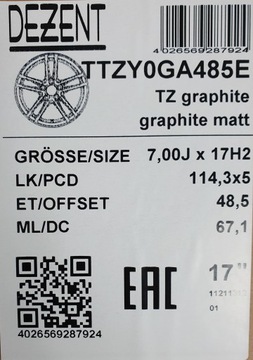 DEZENT
4026569287924
TTZY0GA485E
TZ graphite
graphite matt
GRÖSSE/SIZE 7,00J x 17H2
LK/PCD 114,3x5
ET/OFFSET 48,5
ML/DC 67,1
EAC
17"
01
4026569287924